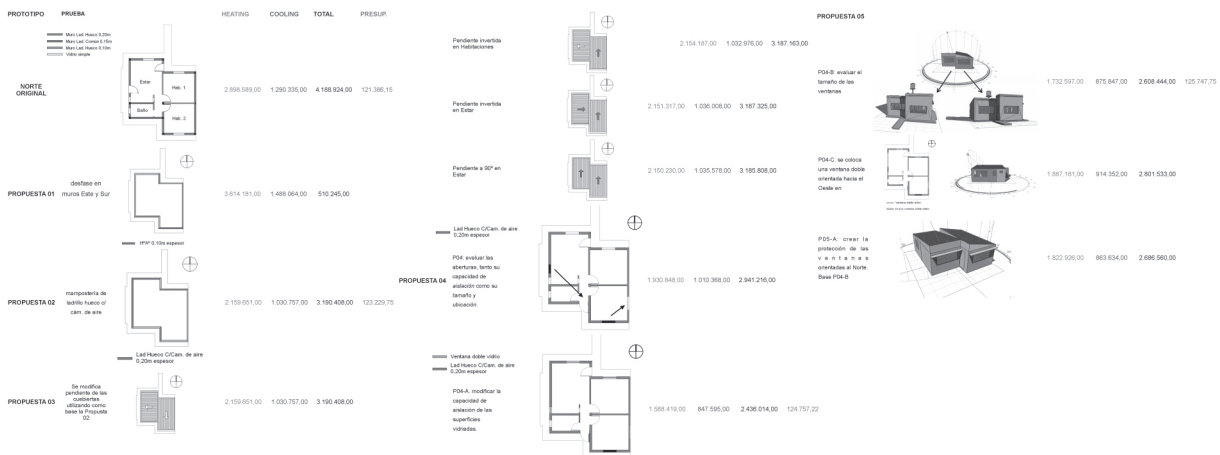 PROTOTIPO PRUEBA HEATING COOLING TOTAL PRESUP.
Muro Lad. Hueco 0,20m
Muro Lad. Común 0,15m
Muro Lad. Hueco 0,10m
Vidrio simple
NORTE
ORIGINAL
Estar
Hab. 1
Baño
Hab. 2
2.898.589,00 1.290.335,00 4.188.924,00 121.386,15
PROPUESTA 01
desfase en
muros Este y Sur
3.614.181,00 1.488.064,00 510.245,00
HºAº 0,10m espesor
PROPUESTA 02
mampostería de
ladrillo hueco c/
cám. de aire
2.159.651,00 1.030.757,00 3.190.408,00 123.229,75
Lad Hueco C/Cam. de aire
0,20m espesor
PROPUESTA 03
Se modifica
pendiente de las
cuebiertas
utilizando como
base la Propusta
02
2.159.651,00 1.030.757,00 3.190.408,00
Pendiente invertida
en Habitaciones
2.154.187,00 1.032.976,00 3.187.163,00
Pendiente invertida
en Estar
2.151.317,00 1.036.008,00 3.187.325,00
Pendiente a 90º en
Estar
2.150.230,00 1.035.578,00 3.185.808,00
Lad Hueco C/Cam. de aire
0,20m espesor
PROPUESTA 04
P04: evaluar las
aberturas, tanto su
capacidad de
aislación como su
tamaño y
ubicación.
1.930.848,00 1.010.368,00 2.941.216,00
Ventana doble vidrio
Lad Hueco C/Cam. de aire
0,20m espesor
P04-A: modificar la
capacidad de
aislación de las
superficies
vidriadas.
1.588.419,00 847.595,00 2.436.014,00 124.757,22
PROPUESTA 05
P04-B: evaluar el
tamaño de las
ventanas
1.732.597,00 875.847,00 2.608.444,00 125.747,75
P04-C: se coloca
una ventana doble
orientada hacia el
Oeste en
1.887.181,00 914.352,00 2.801.533,00
P05-A: crear la
protección de las
ventanas
orientadas al Norte.
Base P04-B
1.822.926,00 863.634,00 2.686.560,00